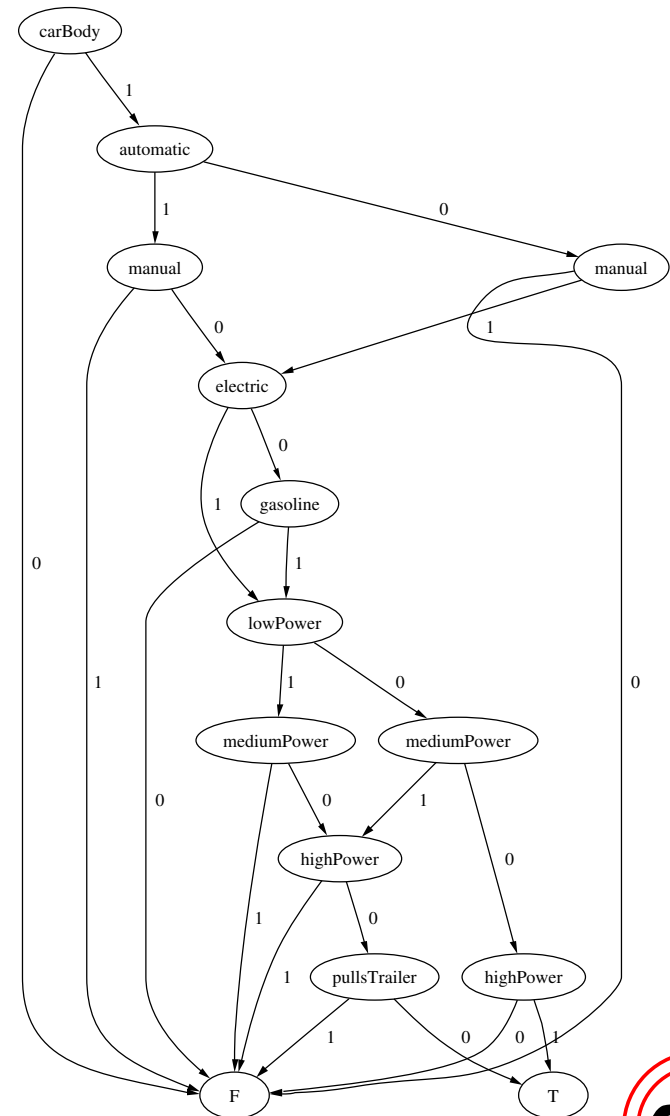 carBody
1
automatic
1
0
manual
manual
0
1
electric
0
1
gasoline
1
0
lowPower
1
0
1
0
mediumPower
mediumPower
0
0
1
0
highPower
1
0
1
pullsTrailer
highPower
1
0
0
1
F
T